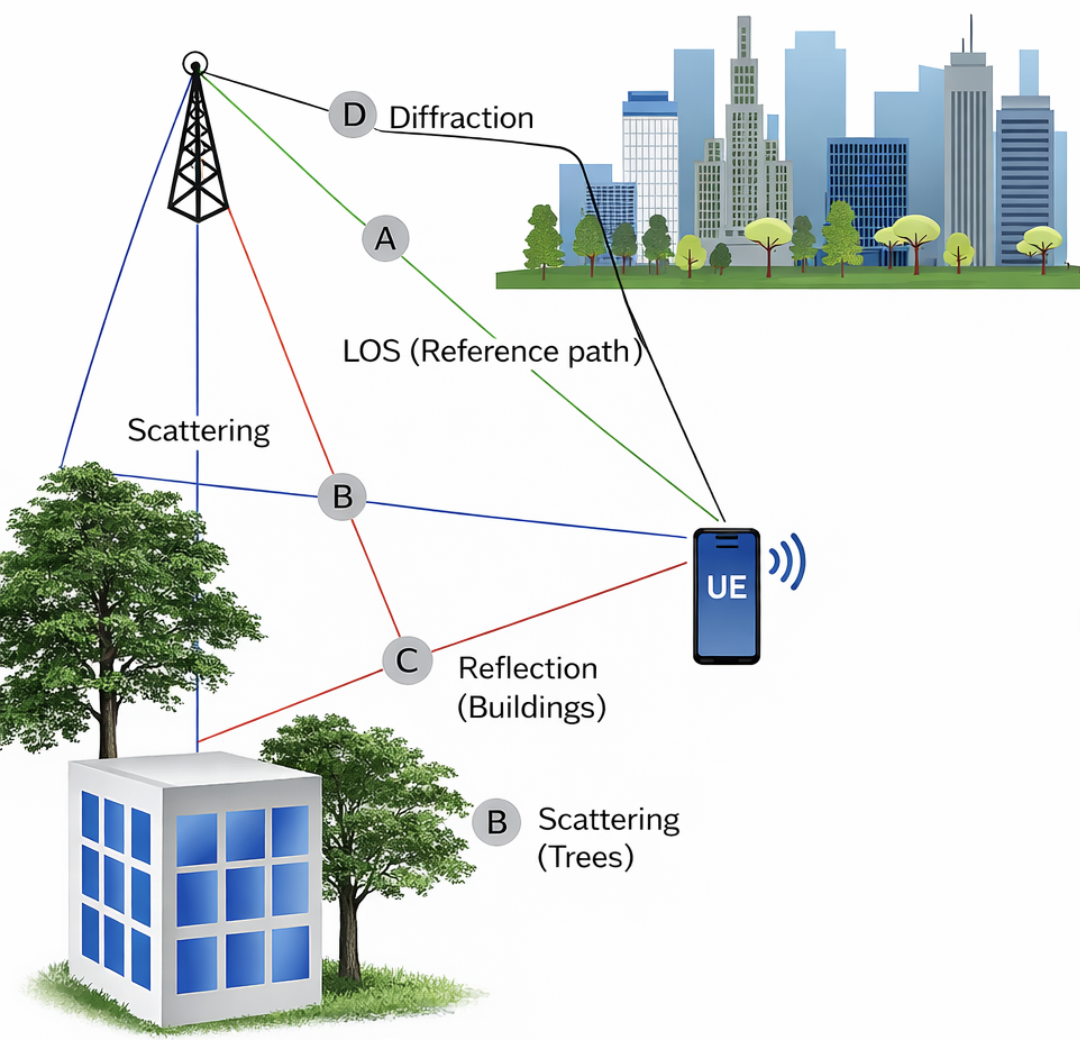 D Diffraction
A
LOS (Reference path)
Scattering
B
UE
C Reflection
(Buildings)
B Scattering
(Trees)